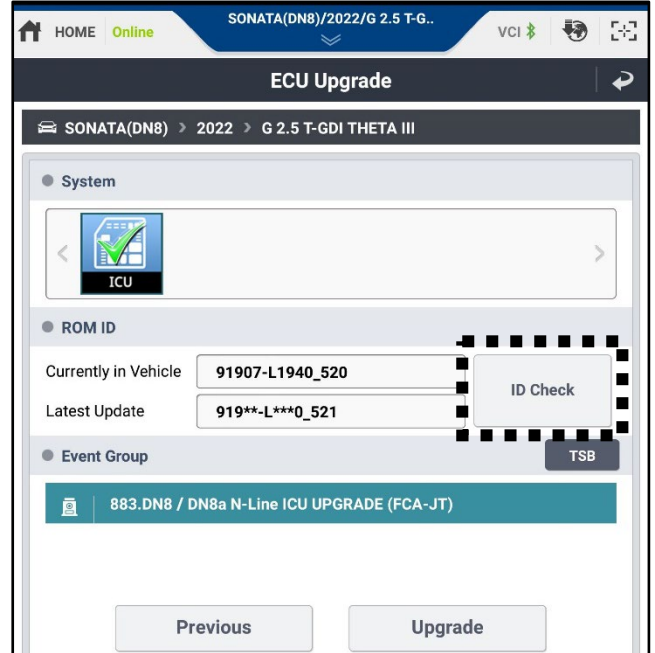 HOME Online SONATA(DN8)/2022/G 2.5 T-G.. VCI
ECU Upgrade
SONATA(DN8) > 2022 > G 2.5 T-GDI THETA III
System
< >
ICU
ROM ID
Currently in Vehicle 91907-L1940_520
ID Check
Latest Update 919**-L***0_521
Event Group TSB
883.DN8 / DN8a N-Line ICU UPGRADE (FCA-JT)
Previous Upgrade